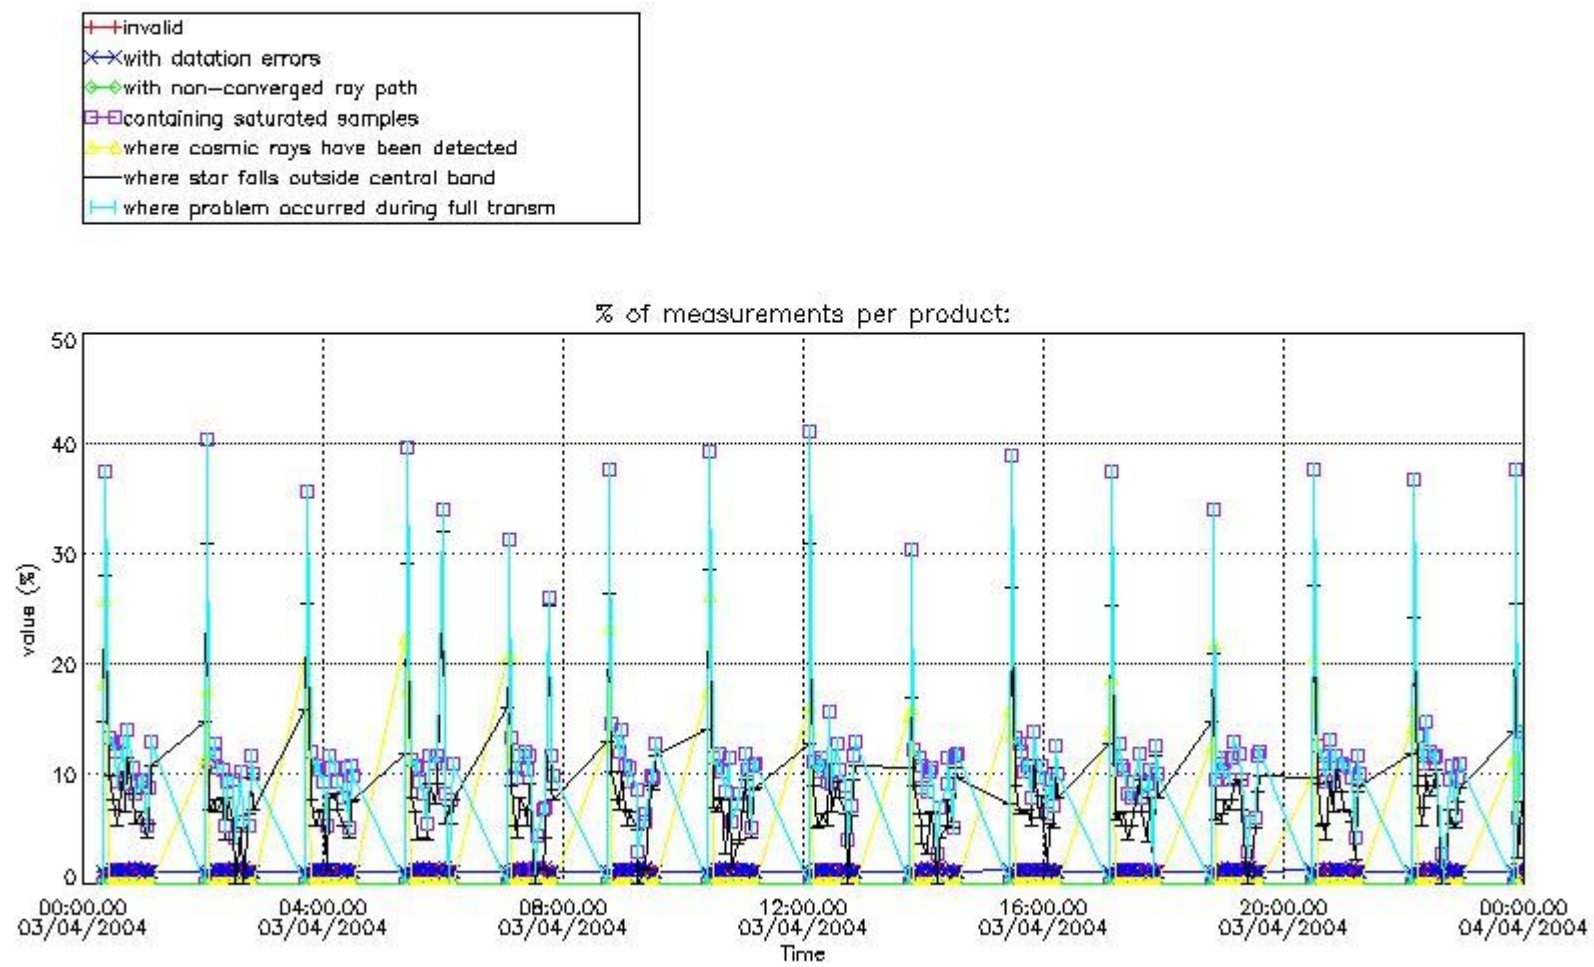 invalid
with datation errors
with non-converged ray path
containing saturated samples
where cosmic rays have been detected
where star falls outside central band
where problem occurred during full transm
% of measurements per product:
50
40
30
20
10
0
value (%)
00:00:00 04:00:00 08:00:00 12:00:00 16:00:00 20:00:00 00:00:00
03/04/2004 03/04/2004 03/04/2004 03/04/2004 03/04/2004 03/04/2004 04/04/2004
Time